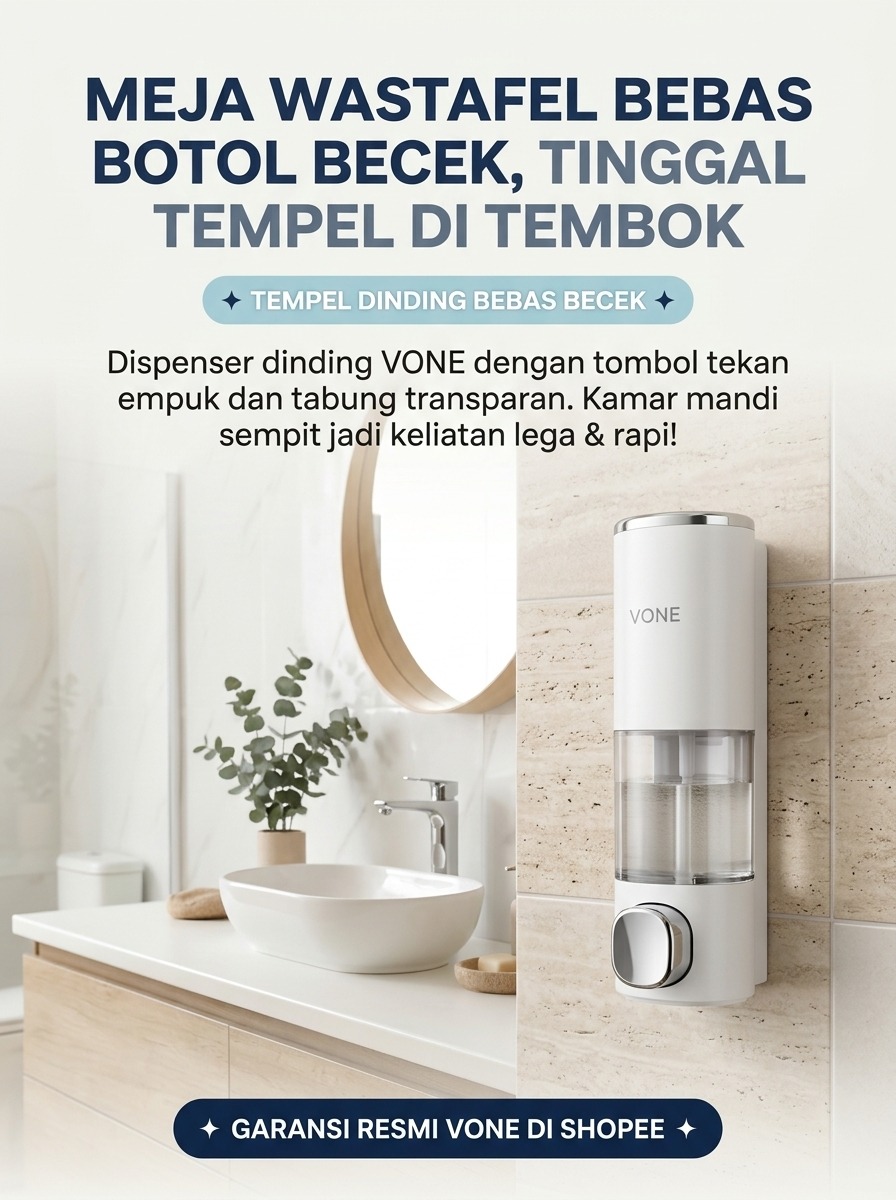 MEJA WASTAFEL BEBAS
BOTOL BECEK, TINGGAL
TEMPEL DI TEMBOK
✦ TEMPEL DINDING BEBAS BECEK ✦
Dispenser dinding VONE dengan tombol tekan
empuk dan tabung transparan. Kamar mandi
sempit jadi keliatan lega & rapi!
VONE
✦ GARANSI RESMI VONE DI SHOPEE ✦